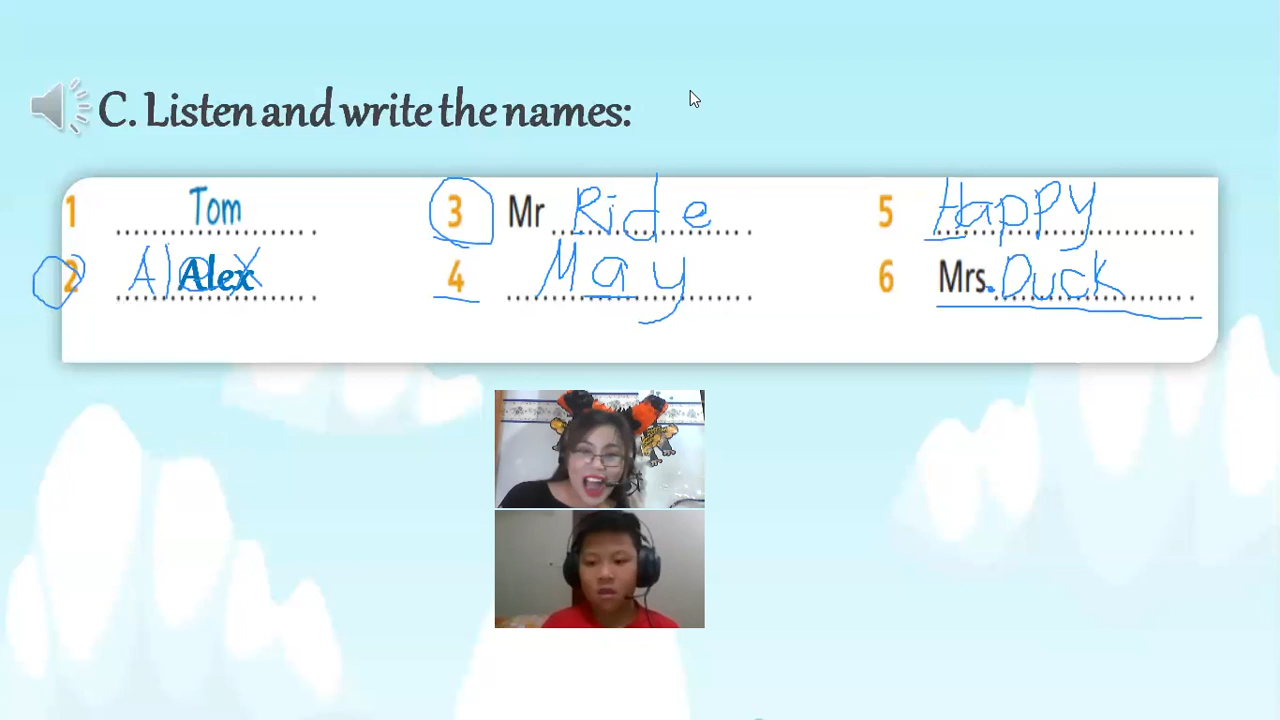 C. Listen and write the names:
1 Tom 3 Mr Ride 5 Happy
2 Alex Alex 4 May 6 Mrs. Duck